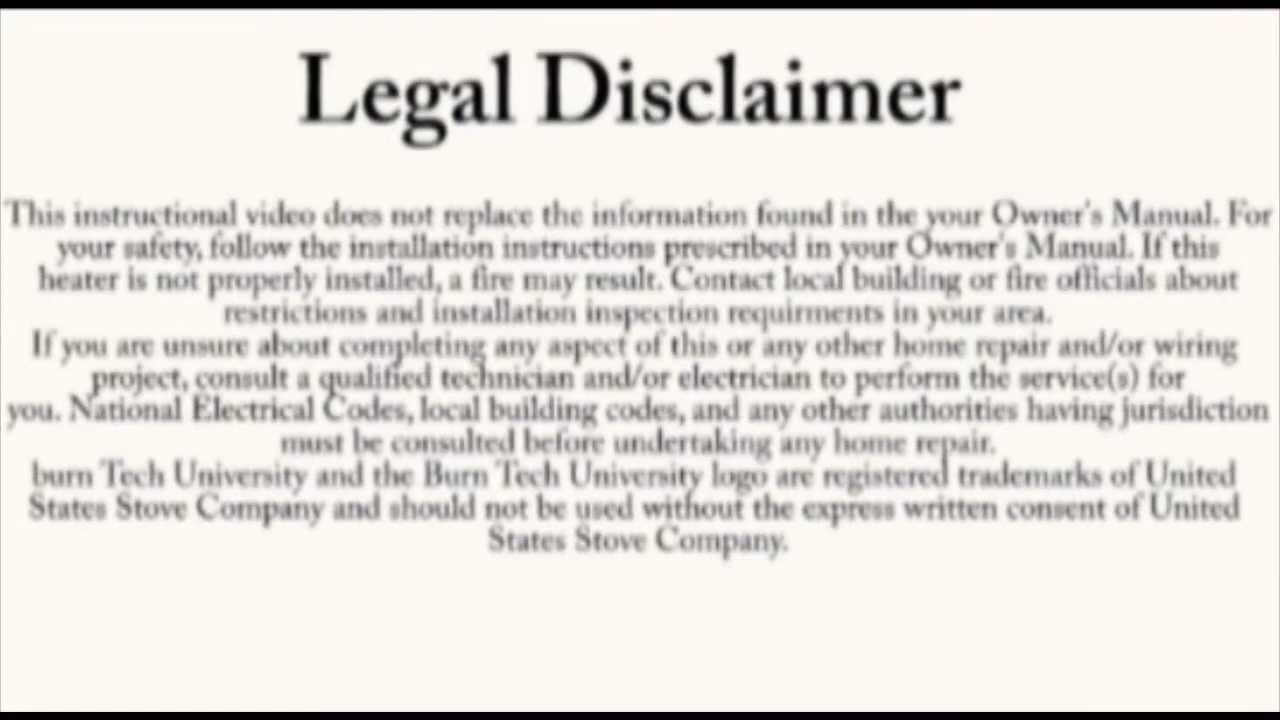 Legal Disclaimer
This instructional video does not replace the information found in the your Owner's Manual. For
your safety, follow the installation instructions prescribed in your Owner's Manual. If this
heater is not properly installed, a fire may result. Contact local building or fire officials about
restrictions and installation inspection requirments in your area.
If you are unsure about completing any aspect of this or any other home repair and/or wiring
project, consult a qualified technician and/or electrician to perform the service(s) for
you. National Electrical Codes, local building codes, and any other authorities having jurisdiction
must be consulted before undertaking any home repair.
burn Tech University and the Burn Tech University logo are registered trademarks of United
States Stove Company and should not be used without the express written consent of United
States Stove Company.